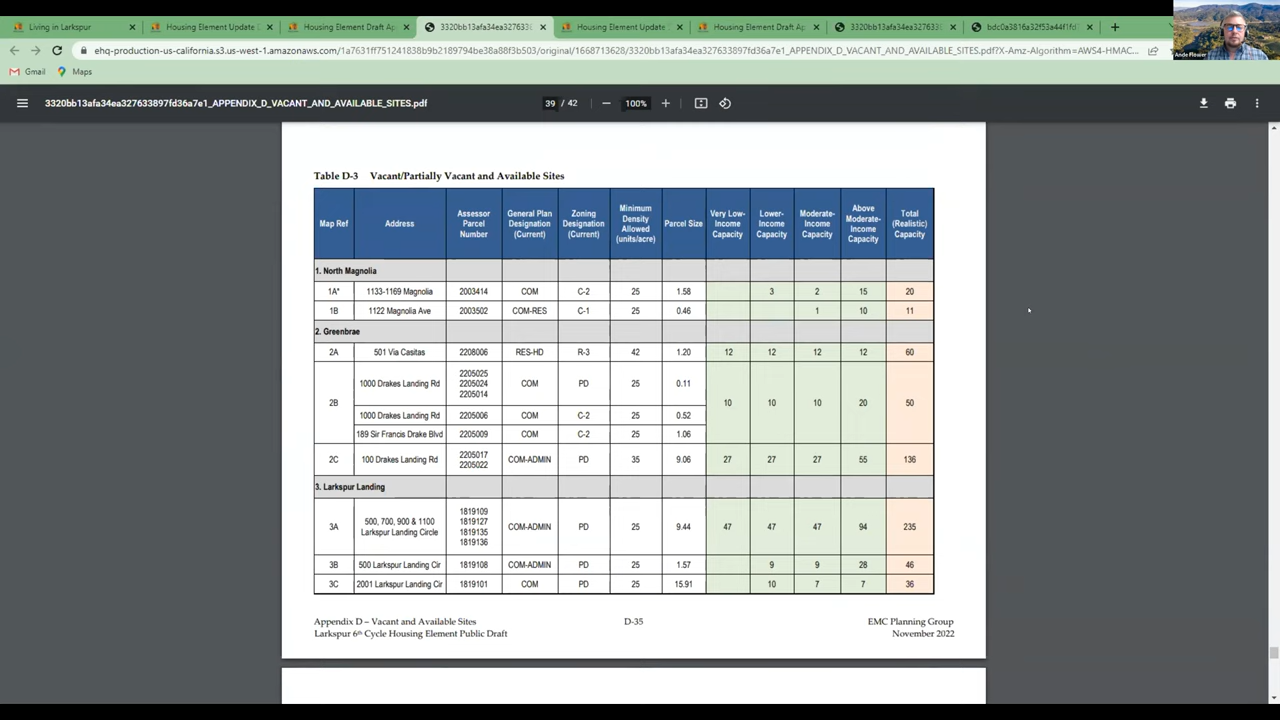 Living in Larkspur
Housing Element Update
Housing Element Draft Ap
3320bb13afa34ea327633
Housing Element Update
Housing Element Draft Ap
3320bb13afa34ea3276339
bdc0a3816a32f53a44f1fd
ehq-production-us-california.s3.us-west-1.amazonaws.com/1a7631ff751241838b9b2189794be38a88f3b503/original/1668713628/3320bb13afa34ea327633897fd36a7e1_APPENDIX_D_VACANT_AND_AVAILABLE_SITES.pdf?X-Amz-Algorithm=AWS4-HMAC...
Ande Flower
Gmail Maps
3320bb13afa34ea327633897fd36a7e1_APPENDIX_D_VACANT_AND_AVAILABLE_SITES.pdf 39 / 42 100%
Table D-3 Vacant/Partially Vacant and Available Sites
Map Ref Address Assessor Parcel Number General Plan Designation (Current) Zoning Designation (Current) Minimum Density Allowed (units/acre) Parcel Size Very Low-Income Capacity Lower-Income Capacity Moderate-Income Capacity Above Moderate-Income Capacity Total (Realistic) Capacity
1. North Magnolia
1A* 1133-1169 Magnolia 2003414 COM C-2 25 1.58 3 2 15 20
1B 1122 Magnolia Ave 2003502 COM-RES C-1 25 0.46 1 10 11
2. Greenbrae
2A 501 Via Casitas 2208006 RES-HD R-3 42 1.20 12 12 12 12 60
2B 1000 Drakes Landing Rd 2205025 2205024 2205014 COM PD 25 0.11 10 10 10 20 50
1000 Drakes Landing Rd 2205006 COM C-2 25 0.52
189 Sir Francis Drake Blvd 2205009 COM C-2 25 1.06
2C 100 Drakes Landing Rd 2205017 2205022 COM-ADMIN PD 35 9.06 27 27 27 55 136
3. Larkspur Landing
3A 500, 700, 900 & 1100 Larkspur Landing Circle 1819109 1819127 1819135 1819136 COM-ADMIN PD 25 9.44 47 47 47 94 235
3B 500 Larkspur Landing Cir 1819108 COM-ADMIN PD 25 1.57 9 9 28 46
3C 2001 Larkspur Landing Cir 1819101 COM PD 25 15.91 10 7 7 36
Appendix D – Vacant and Available Sites D-35 EMC Planning Group
Larkspur 6th Cycle Housing Element Public Draft November 2022